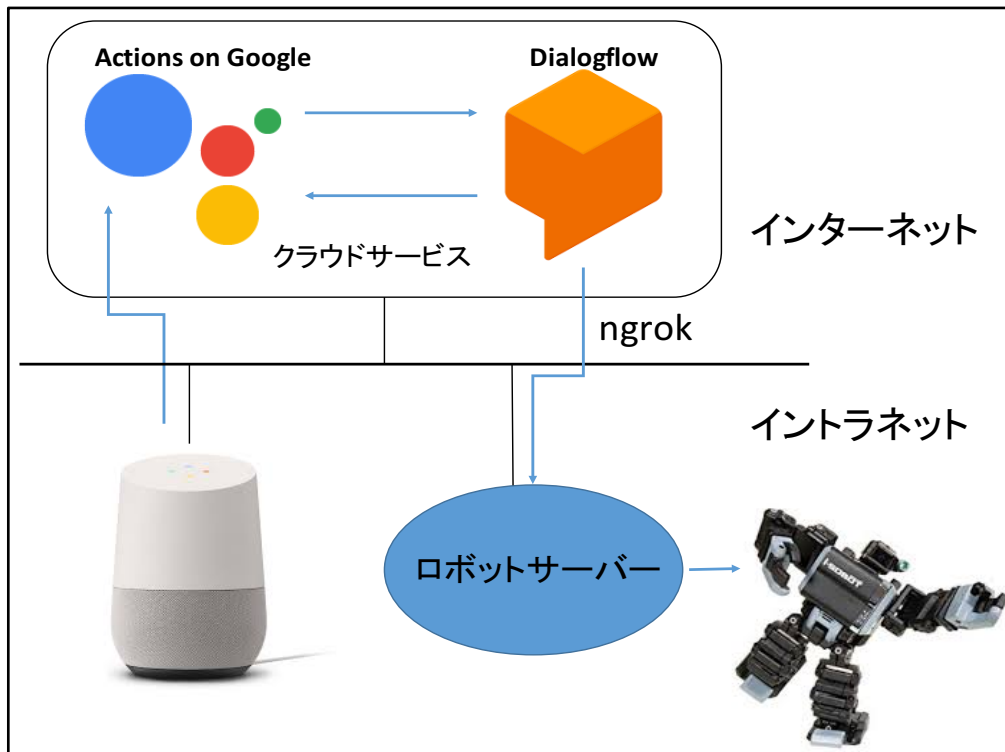 Actions on Google
Dialogflow
クラウドサービス
インターネット
ngrok
イントラネット
ロボットサーバー
i-SOBOT